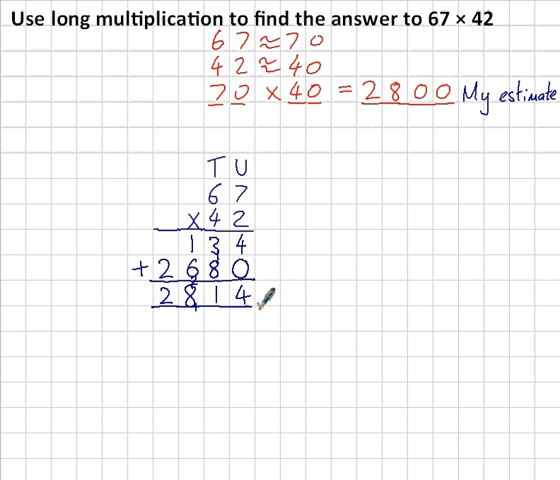 Use long multiplication to find the answer to 67 × 42
67 ≈ 70
42 ≈ 40
70 × 40 = 2800 My estimate
T U
6 7
× 4 2
1 3 4
+ 2 6 8 0
2 8 1 4